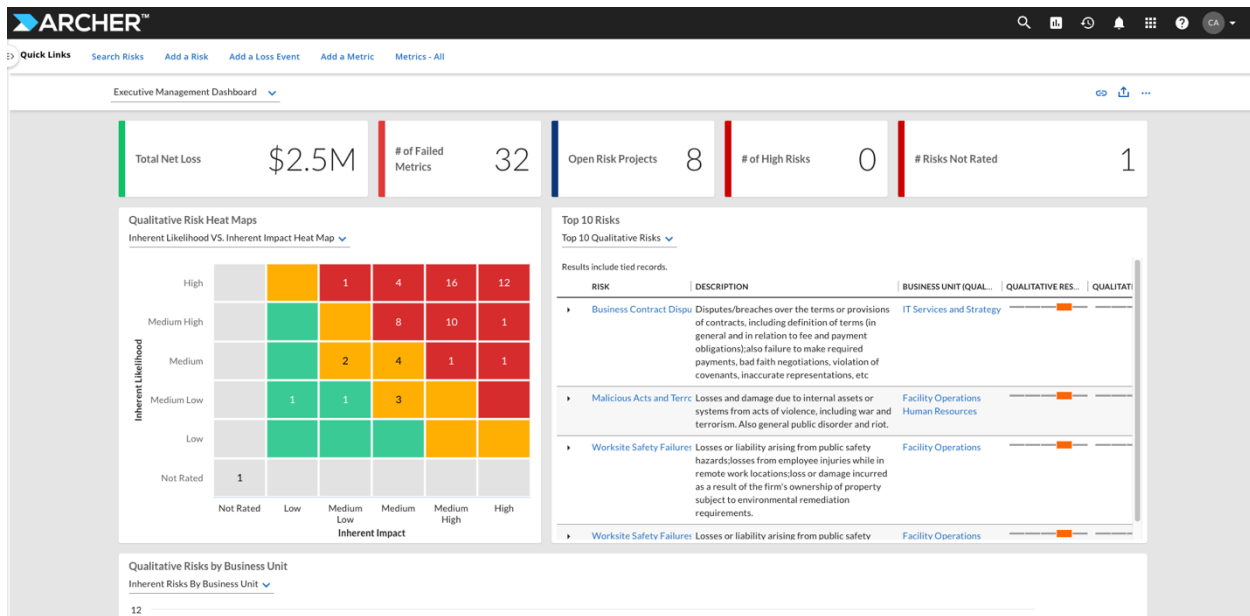 ARCHER™
CA
Quick Links Search Risks Add a Risk Add a Loss Event Add a Metric Metrics - All
Executive Management Dashboard
Total Net Loss $2.5M
# of Failed Metrics 32
Open Risk Projects 8
# of High Risks 0
# Risks Not Rated 1
Qualitative Risk Heat Maps
Inherent Likelihood VS. Inherent Impact Heat Map
Inherent Likelihood
High 1 4 16 12
Medium High 8 10 1
Medium 2 4 1 1
Medium Low 1 1 3
Low
Not Rated 1
Not Rated Low Medium Low Medium Medium High High
Inherent Impact
Top 10 Risks
Top 10 Qualitative Risks
Results include tied records.
RISK DESCRIPTION BUSINESS UNIT (QUAL... QUALITATIVE RES... QUALITATI
Business Contract Dispu Disputes/breaches over the terms or provisions IT Services and Strategy
of contracts, including definition of terms (in
general and in relation to fee and payment
obligations);also failure to make required
payments, bad faith negotiations, violation of
covenants, inaccurate representations, etc
Malicious Acts and Terrc Losses and damage due to internal assets or Facility Operations
systems from acts of violence, including war and Human Resources
terrorism. Also general public disorder and riot.
Worksite Safety Failures Losses or liability arising from public safety Facility Operations
hazards;losses from employee injuries while in
remote work locations;loss or damage incurred
as a result of the firm's ownership of property
subject to environmental remediation
requirements.
Worksite Safety Failures Losses or liability arising from public safety Facility Operations
Qualitative Risks by Business Unit
Inherent Risks By Business Unit
12